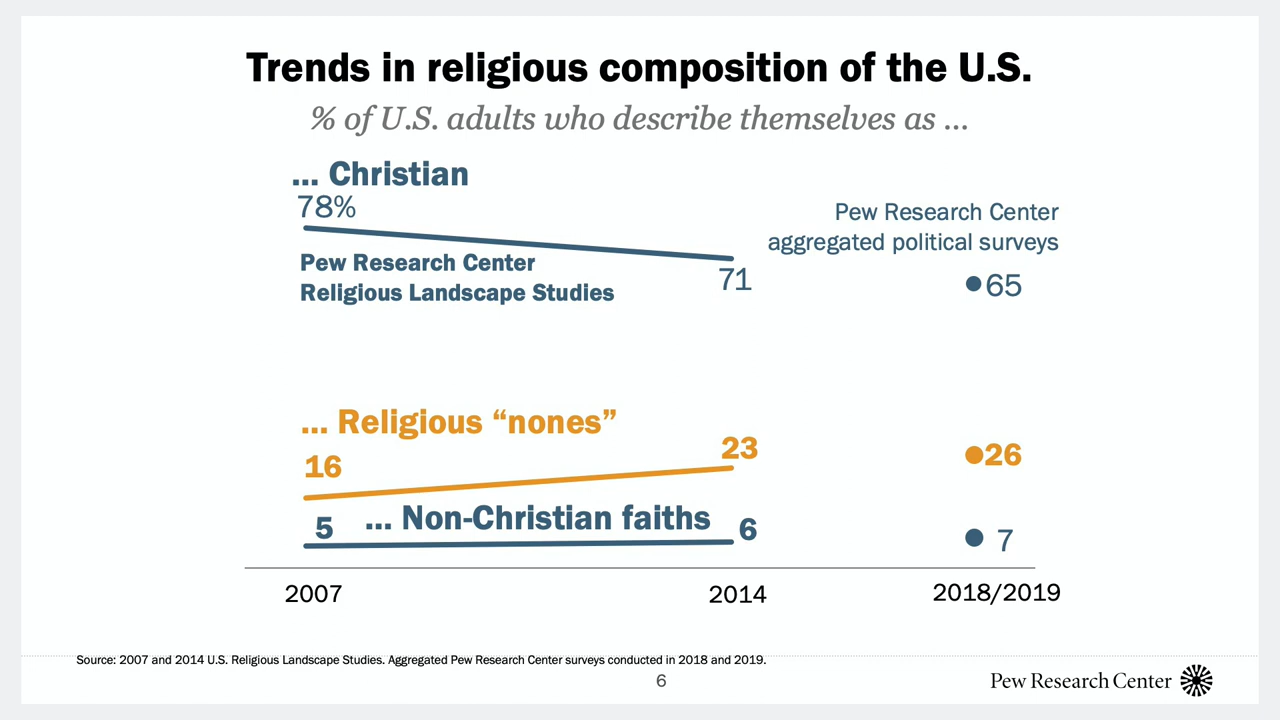 Trends in religious composition of the U.S.
% of U.S. adults who describe themselves as ...
... Christian
78%
Pew Research Center
aggregated political surveys
Pew Research Center
Religious Landscape Studies
71
65
... Religious “nones”
16
23
26
5
... Non-Christian faiths
6
7
2007
2014
2018/2019
Source: 2007 and 2014 U.S. Religious Landscape Studies. Aggregated Pew Research Center surveys conducted in 2018 and 2019.
6
Pew Research Center